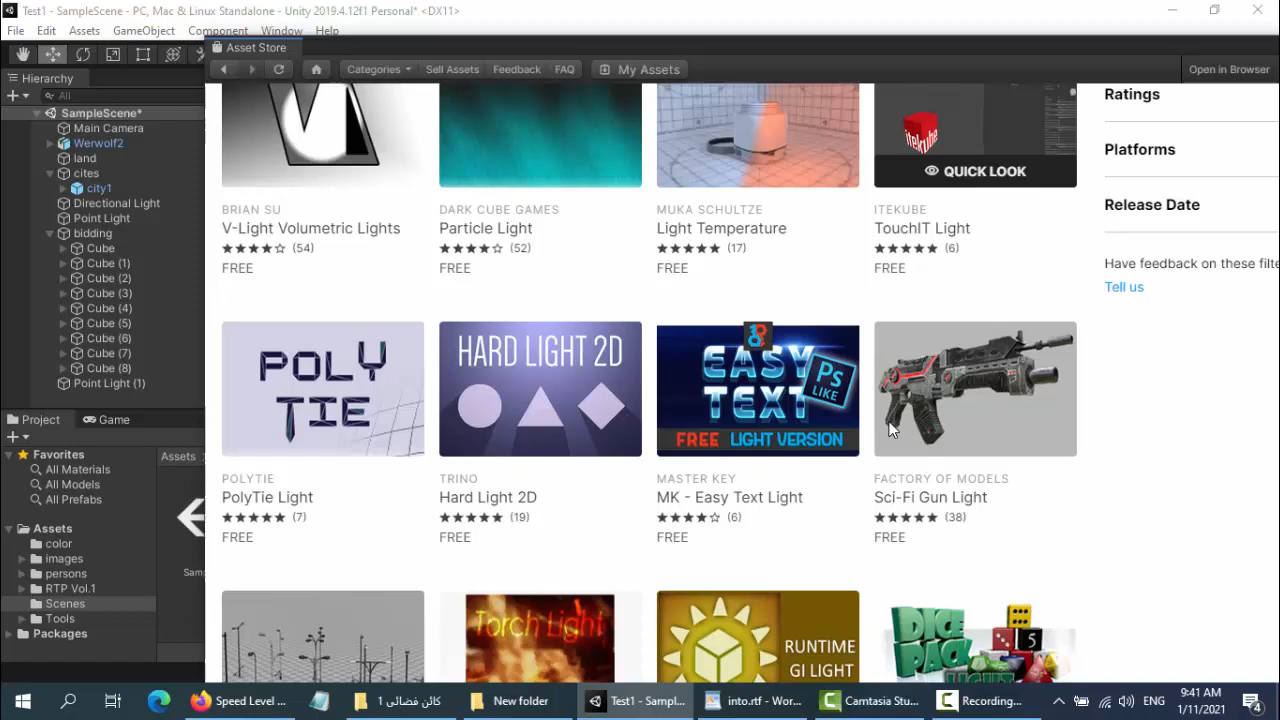 Test1 - SampleScene - PC, Mac & Linux Standalone - Unity 2019.4.12f1 Personal* <DX11>
File Edit Assets GameObject Component Window Help
Asset Store
Categories Sell Assets Feedback FAQ My Assets Open in Browser
Hierarchy
All
SampleScene*
Main Camera
Werwolf2
land
cites
city1
Directional Light
Point Light
bidding
Cube
Cube (1)
Cube (2)
Cube (3)
Cube (4)
Cube (5)
Cube (6)
Cube (7)
Cube (8)
Point Light (1)
Project Game
Favorites
All Materials
All Models
All Prefabs
Assets
color
images
persons
RTP Vol.1
Scenes
Tools
Packages
Assets
Sam
itekube
QUICK LOOK
BRIAN SU
V-Light Volumetric Lights
(54)
FREE
DARK CUBE GAMES
Particle Light
(52)
FREE
MUKA SCHULTZE
Light Temperature
(17)
FREE
ITEKUBE
TouchIT Light
(6)
FREE
Ratings
Platforms
Release Date
Have feedback on these filte
Tell us
POLY
TIE
HARD LIGHT 2D
EASY
TEXT
Ps
LIKE
FREE LIGHT VERSION
POLYTIE
PolyTie Light
(7)
FREE
TRINO
Hard Light 2D
(19)
FREE
MASTER KEY
MK - Easy Text Light
(6)
FREE
FACTORY OF MODELS
Sci-Fi Gun Light
(38)
FREE
Torch Light
RUNTIME
GI LIGHT
DICE
PACK
LIGHT
Speed Level ...
کائن فضائی 1
New folder
Test1 - Sampl...
into.rtf - Wor...
Camtasia Stu...
Recording...
ENG
9:41 AM
1/11/2021
4